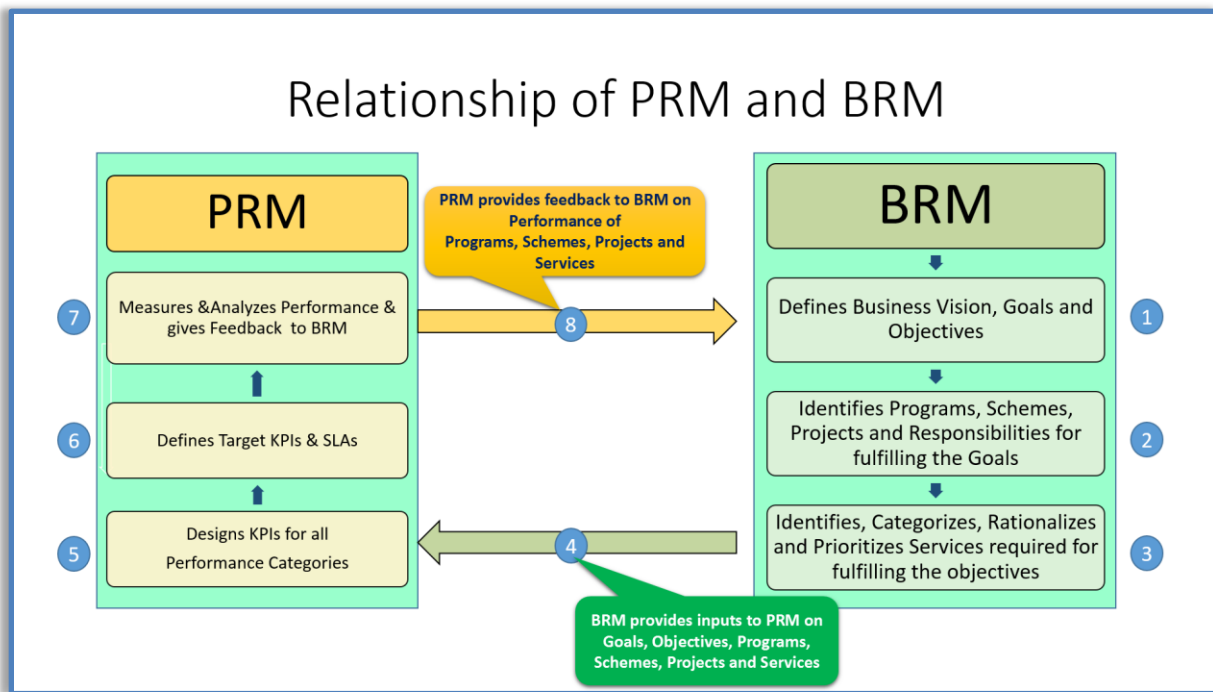 Relationship of PRM and BRM
PRM
Measures &Analyzes Performance &
gives Feedback to BRM
7
Defines Target KPIs & SLAs
6
Designs KPIs for all
Performance Categories
5
PRM provides feedback to BRM on
Performance of
Programs, Schemes, Projects and
Services
8
4
BRM provides inputs to PRM on
Goals, Objectives, Programs,
Schemes, Projects and Services
BRM
Defines Business Vision, Goals and
Objectives
1
Identifies Programs, Schemes,
Projects and Responsibilities for
fulfilling the Goals
2
Identifies, Categorizes, Rationalizes
and Prioritizes Services required for
fulfilling the objectives
3